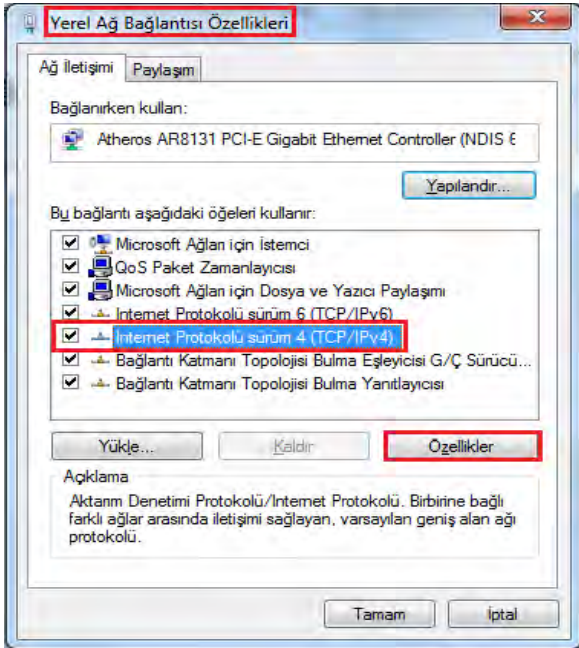 Yerel Ağ Bağlantısı Özellikleri
Ağ İletişimi Paylaşım
Bağlanırken kullan:
Atheros AR8131 PCI-E Gigabit Ethernet Controller (NDIS 6
Yapılandır...
Bu bağlantı aşağıdaki öğeleri kullanır:
Microsoft Ağları için İstemci
QoS Paket Zamanlayıcısı
Microsoft Ağları için Dosya ve Yazıcı Paylaşımı
Internet Protokolü sürüm 6 (TCP/IPv6)
Internet Protokolü sürüm 4 (TCP/IPv4)
Bağlantı Katmanı Topolojisi Bulma Eşleyicisi G/Ç Sürücü...
Bağlantı Katmanı Topolojisi Bulma Yanıtlayıcısı
Yükle... Kaldır Özellikler
Açıklama
Aktarım Denetimi Protokolü/Internet Protokolü. Birbirine bağlı
farklı ağlar arasında iletişimi sağlayan, varsayılan geniş alan ağı
protokolü.
Tamam İptal